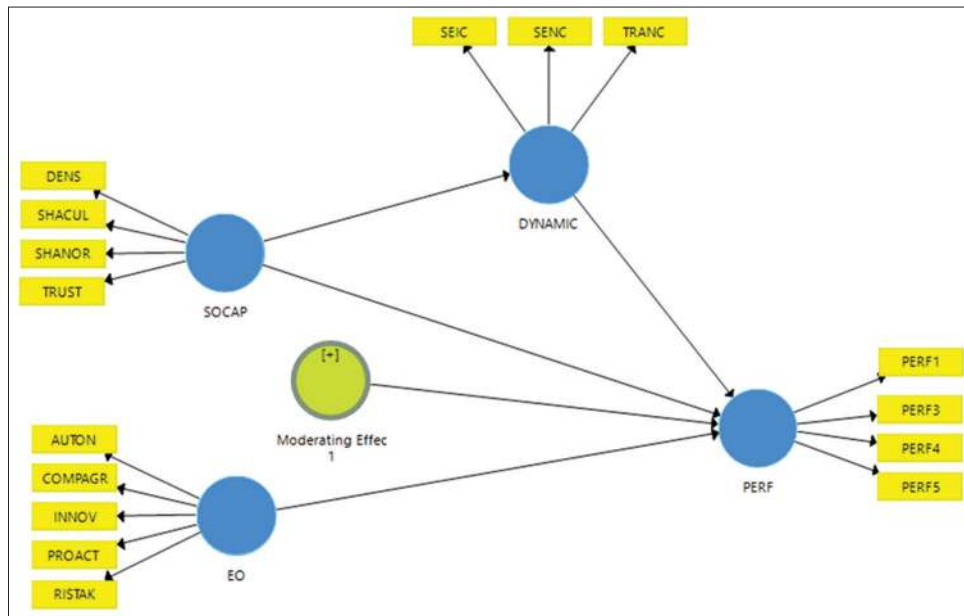 SEIC
SENC
TRANC
DYNAMIC
DENS
SHACUL
SHANOR
TRUST
SOCAP
[+]
Moderating Effec
1
AUTON
COMPAGR
INNOV
PROACT
RISTAK
EO
PERF1
PERF3
PERF4
PERF5
PERF